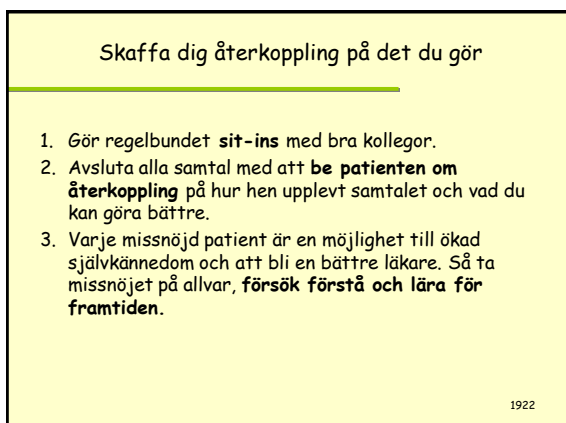 Skaffa dig återkoppling på det du gör
1. Gör regelbundet sit-ins med bra kollegor.
2. Avsluta alla samtal med att be patienten om
återkoppling på hur hen upplevt samtalet och vad du
kan göra bättre.
3. Varje missnöjd patient är en möjlighet till ökad
självkännedom och att bli en bättre läkare. Så ta
missnöjet på allvar, försök förstå och lära för
framtiden.
1922